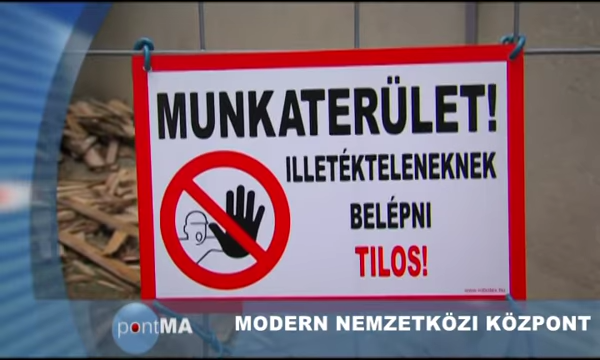 MUNKATERÜLET!
ILLETÉKTELENEKNEK
BELÉPNI
TILOS!
pontMA
MODERN NEMZETKÖZI KÖZPONT